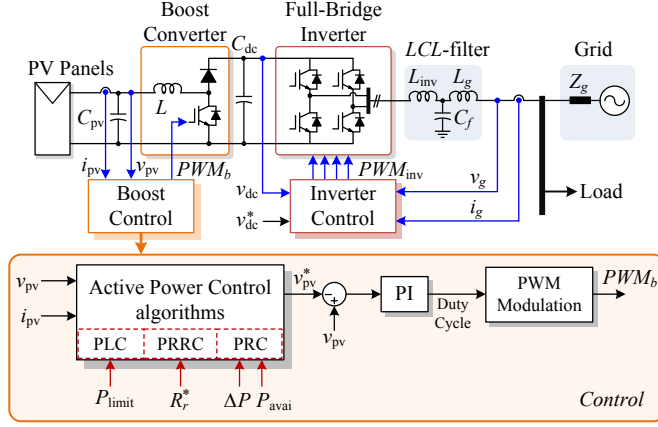 Boost
Converter
Full-Bridge
Inverter
LCL-filter
Grid
PV Panels
C_dc
L_inv
L_g
Z_g
C_pv
L
C_f
i_pv
v_pv
PWM_b
PWM_inv
v_g
Boost
Control
v_dc
v*_dc
Inverter
Control
i_g
Load
v_pv
i_pv
Active Power Control
algorithms
PLC
PRRC
PRC
v*_pv
−
+
v_pv
PI
Duty
Cycle
PWM
Modulation
PWM_b
P_limit
R*_r
ΔP
P_avai
Control